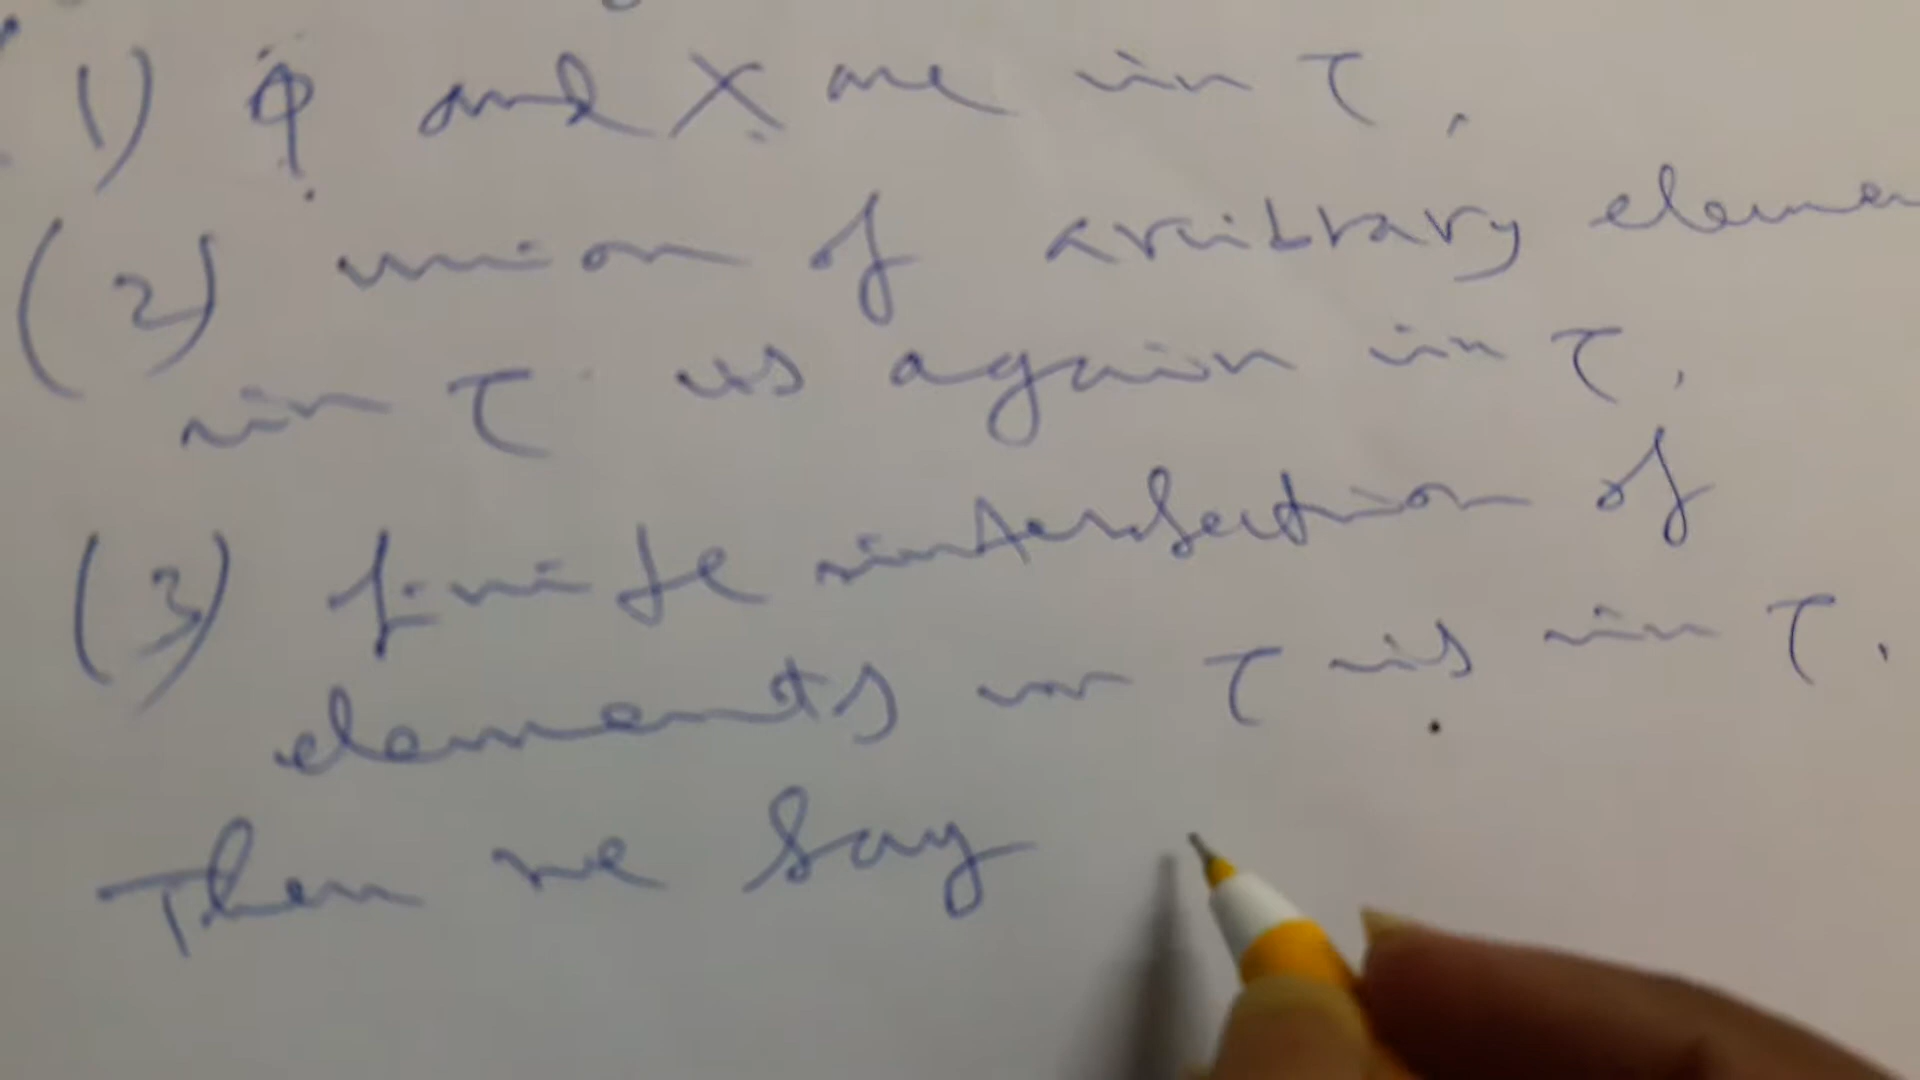 1) φ and X are in τ.
(2) union of aribtrary elemen
in τ is again in τ.
(3) finite intersection of
elements in τ is in τ.
Then we say